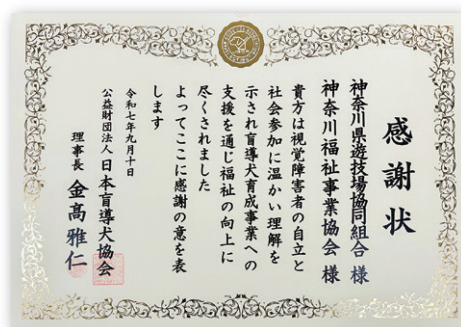 感謝状
神奈川県遊技場協同組合 様
神奈川福祉事業協会 様
貴方は視覚障害者の自立と
社会参加に温かい理解を
示され盲導犬育成事業への
支援を通じ福祉の向上に
尽くされました
よってここに感謝の意を表
します
令和七年九月十日
公益財団法人 日本盲導犬協会
理事長 金高雅仁